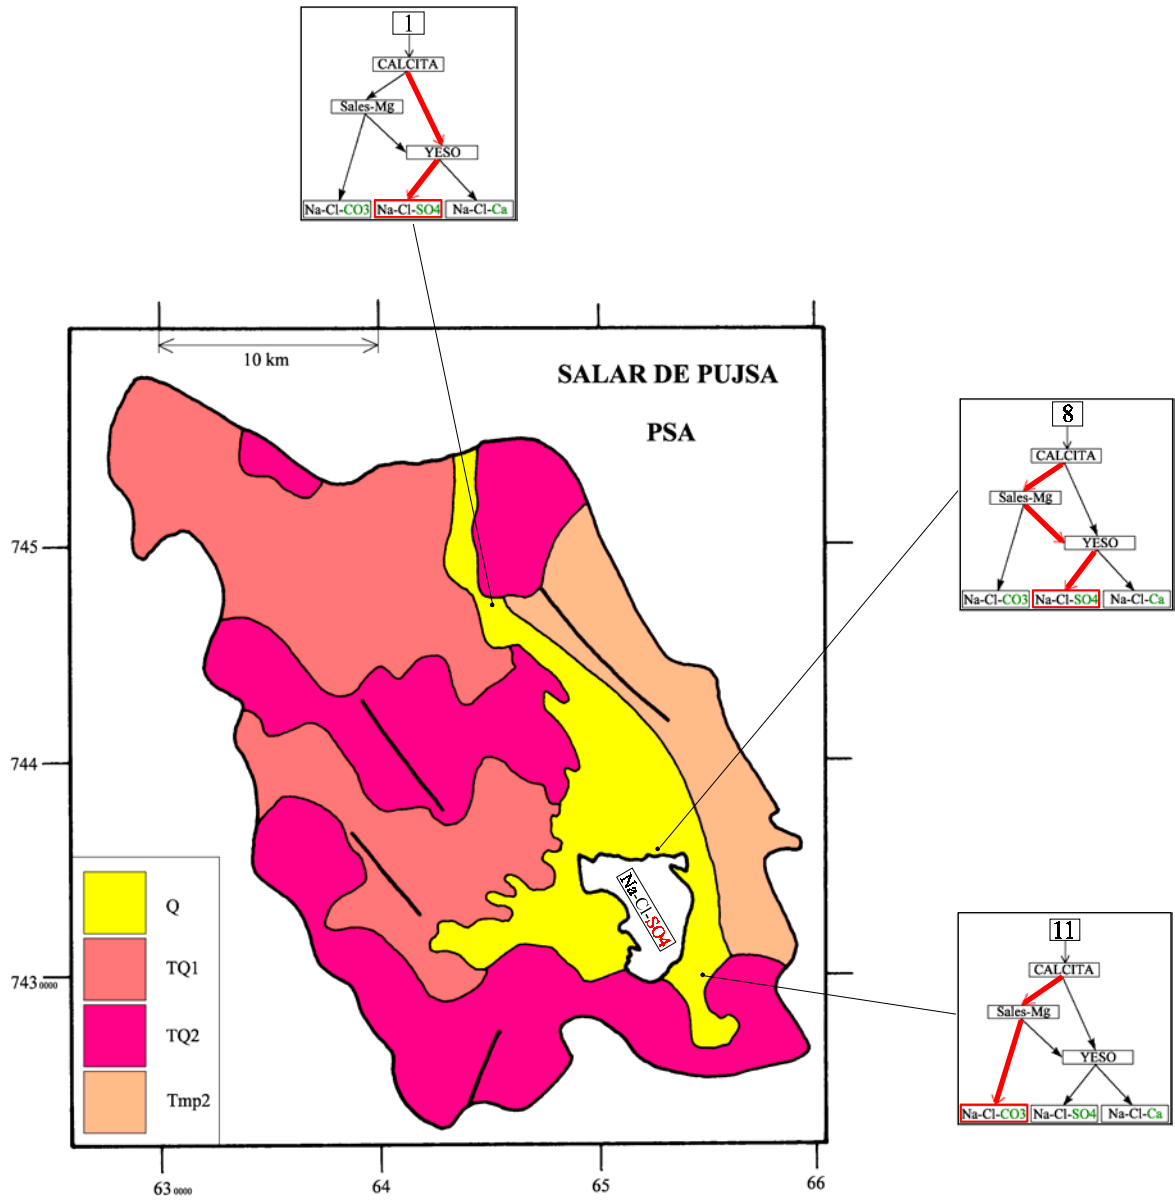 1
CALCITA
Sales-Mg
YESO
Na-Cl-CO3 Na-Cl-SO4 Na-Cl-Ca
10 km
SALAR DE PUJSA
PSA
8
CALCITA
Sales-Mg
YESO
Na-Cl-CO3 Na-Cl-SO4 Na-Cl-Ca
745
744
743 0000
Na-Cl-SO4
Q
TQ1
TQ2
Tmp2
11
CALCITA
Sales-Mg
YESO
Na-Cl-CO3 Na-Cl-SO4 Na-Cl-Ca
63 0000 64 65 66